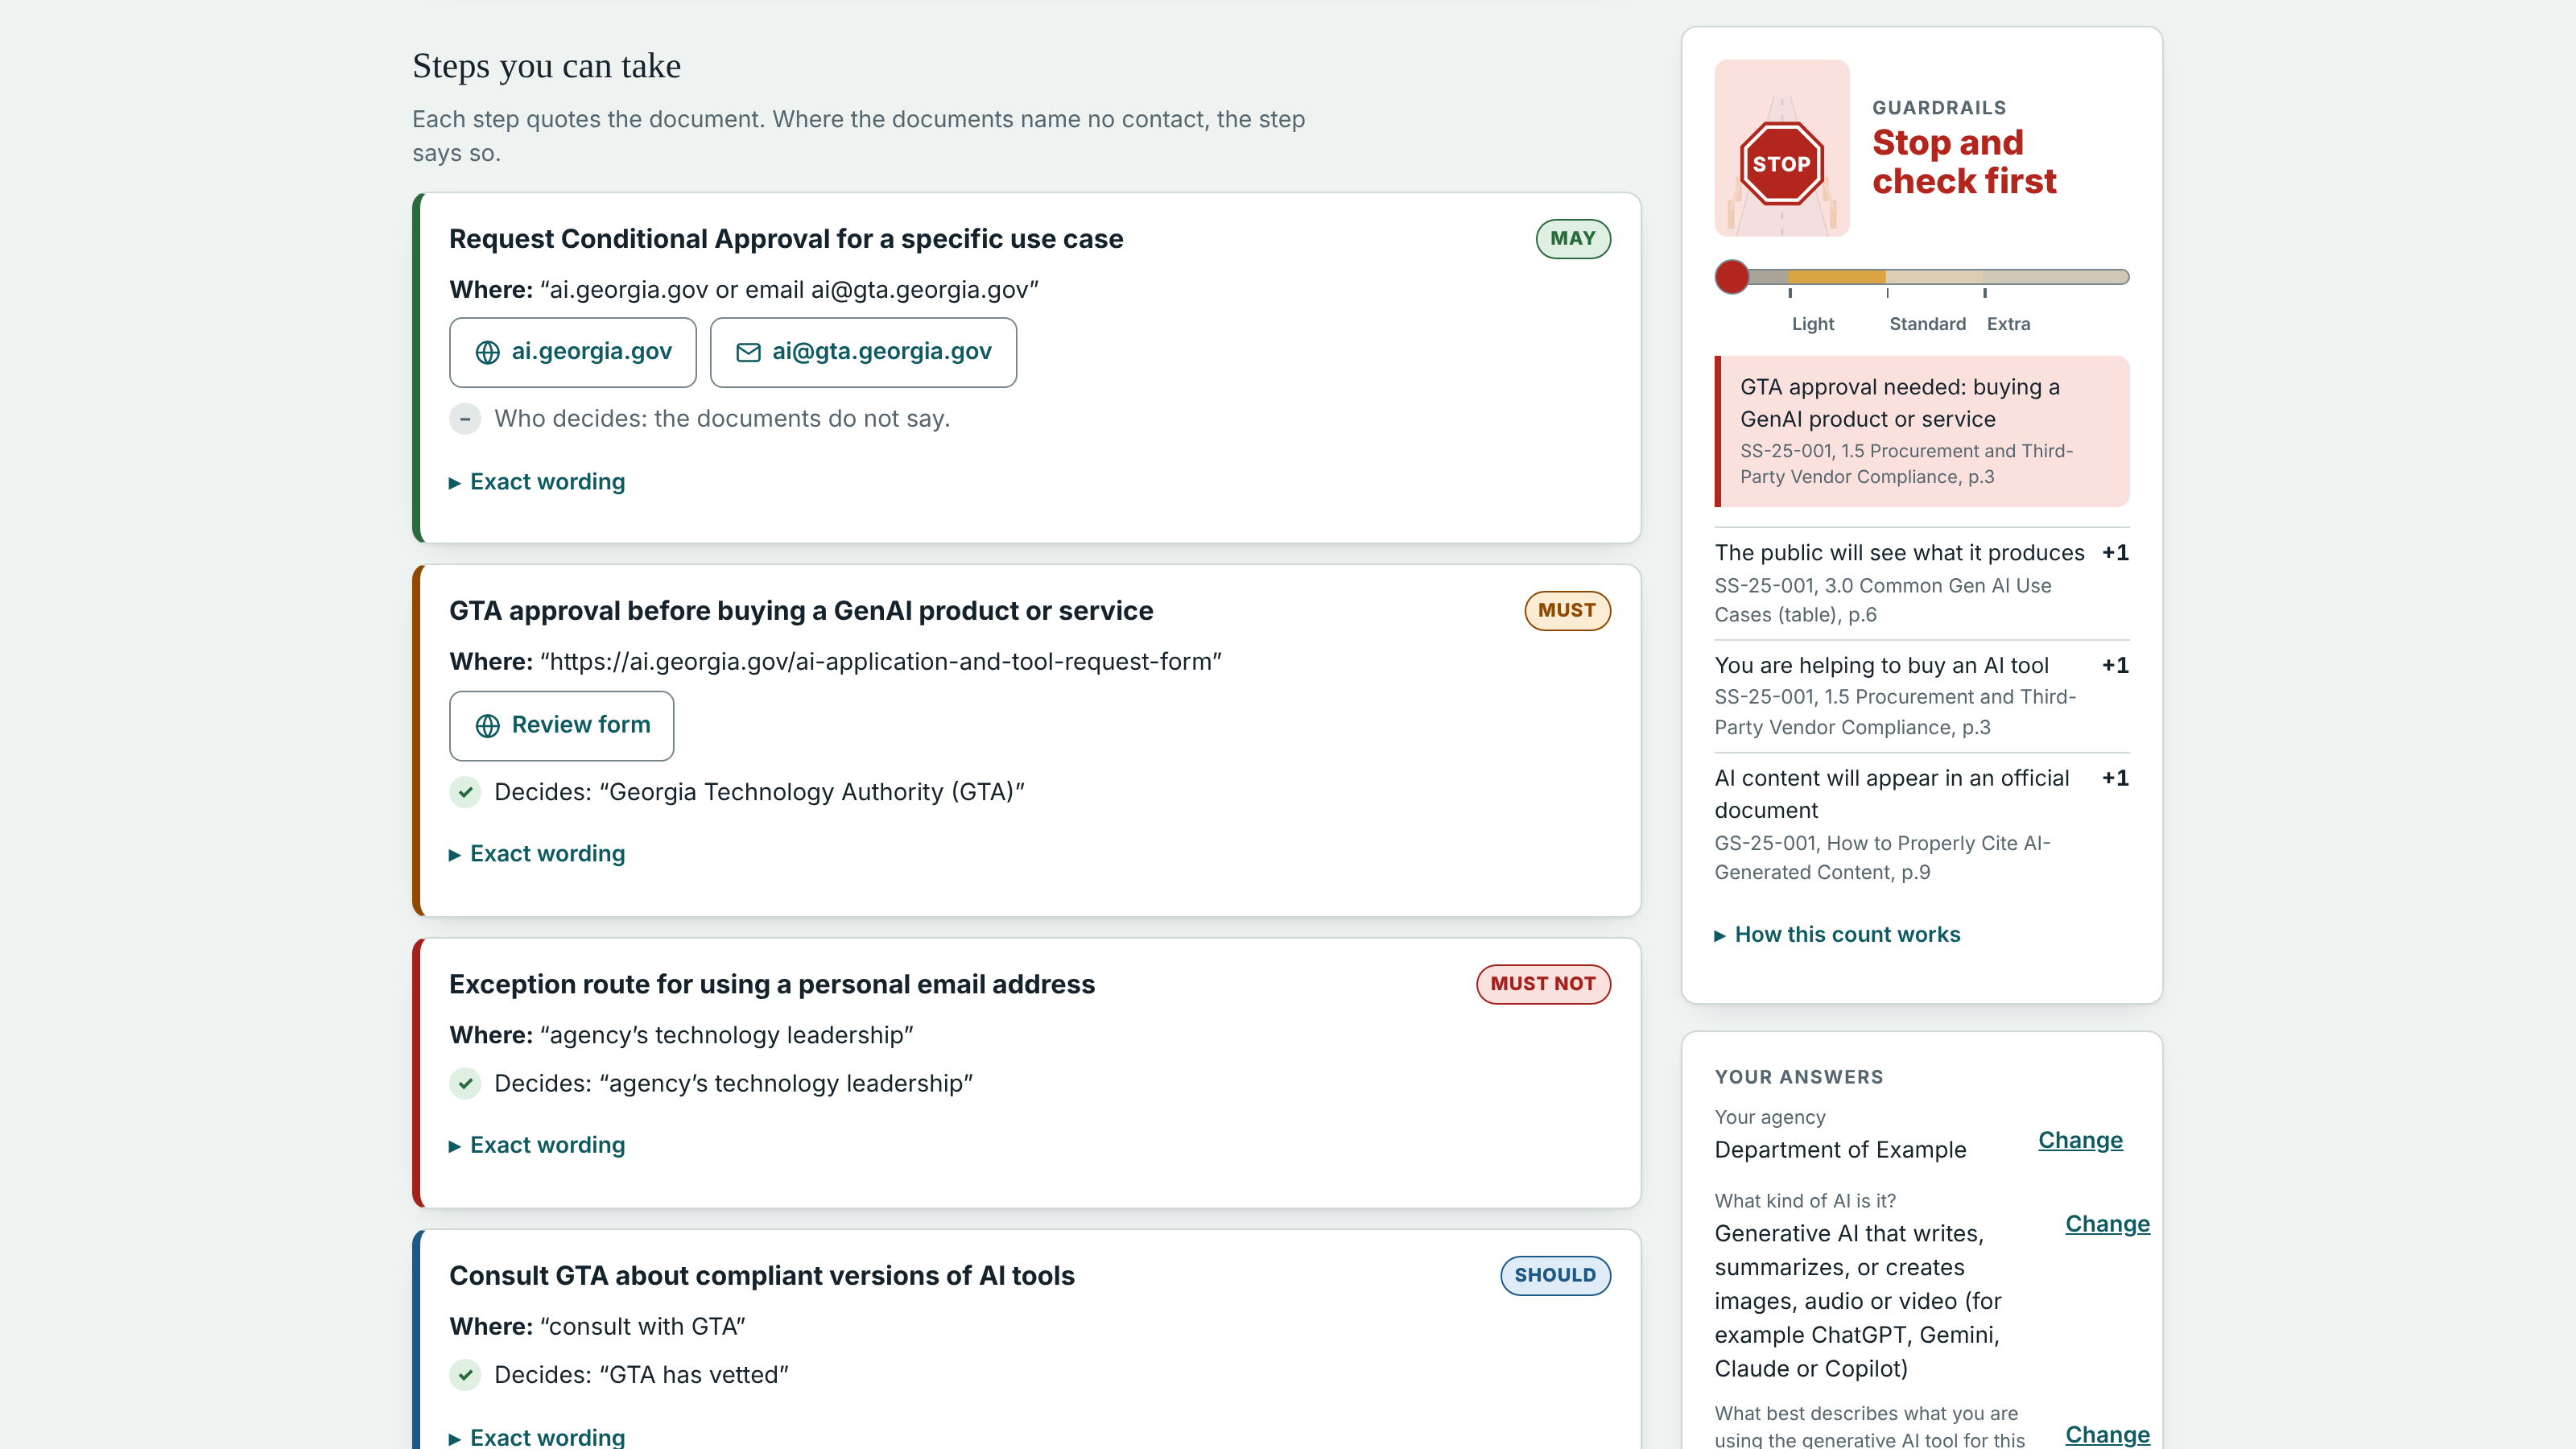 Steps you can take
Each step quotes the document. Where the documents name no contact, the step
says so.
Request Conditional Approval for a specific use case
MAY
Where: “ai.georgia.gov or email ai@gta.georgia.gov”
ai.georgia.gov
ai@gta.georgia.gov
– Who decides: the documents do not say.
▸ Exact wording
GTA approval before buying a GenAI product or service
MUST
Where: “https://ai.georgia.gov/ai-application-and-tool-request-form”
Review form
✓ Decides: “Georgia Technology Authority (GTA)”
▸ Exact wording
Exception route for using a personal email address
MUST NOT
Where: “agency’s technology leadership”
✓ Decides: “agency’s technology leadership”
▸ Exact wording
Consult GTA about compliant versions of AI tools
SHOULD
Where: “consult with GTA”
✓ Decides: “GTA has vetted”
▸ Exact wording
STOP
GUARDRAILS
Stop and
check first
Light
Standard
Extra
GTA approval needed: buying a
GenAI product or service
SS-25-001, 1.5 Procurement and Third-
Party Vendor Compliance, p.3
The public will see what it produces +1
SS-25-001, 3.0 Common Gen AI Use
Cases (table), p.6
You are helping to buy an AI tool +1
SS-25-001, 1.5 Procurement and Third-
Party Vendor Compliance, p.3
AI content will appear in an official +1
document
GS-25-001, How to Properly Cite AI-
Generated Content, p.9
▸ How this count works
YOUR ANSWERS
Your agency
Department of Example
Change
What kind of AI is it?
Generative AI that writes,
summarizes, or creates
images, audio or video (for
example ChatGPT, Gemini,
Claude or Copilot)
Change
What best describes what you are
using the generative AI tool for this
Change